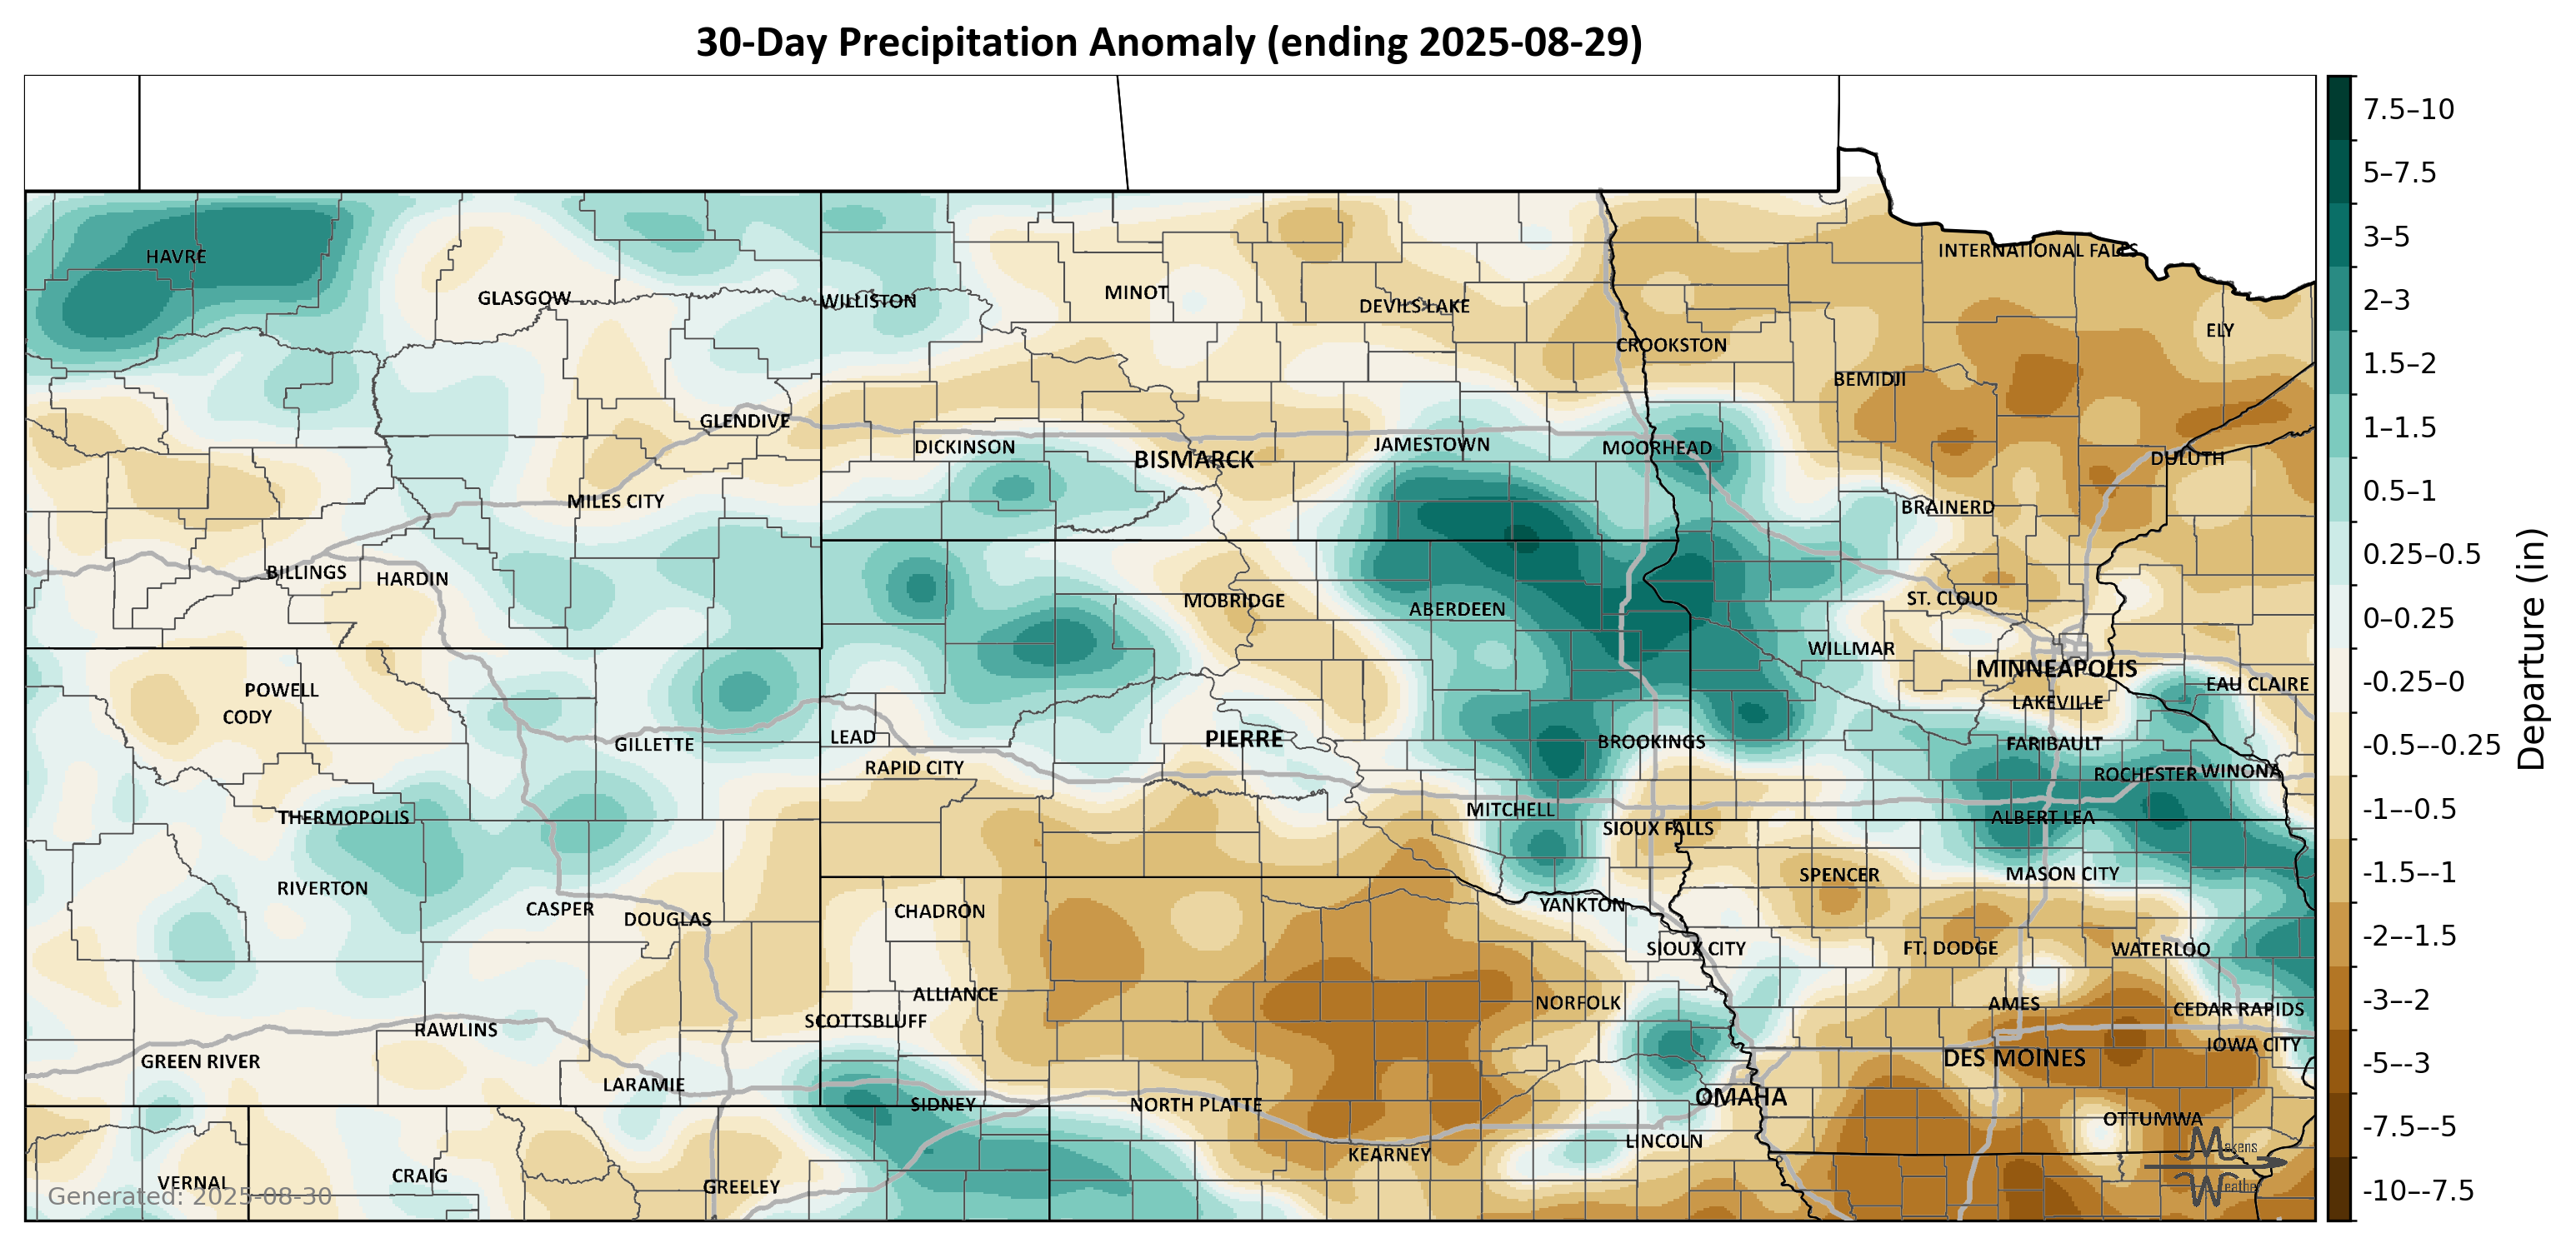 30-Day Precipitation Anomaly (ending 2025-08-29)
HAVRE
INTERNATIONAL FALLS
GLASGOW
WILLISTON
MINOT
DEVILS LAKE
ELY
CROOKSTON
BEMIDJI
GLENDIVE
DICKINSON
BISMARCK
JAMESTOWN
MOORHEAD
DULUTH
MILES CITY
BRAINERD
BILLINGS
HARDIN
MOBRIDGE
ABERDEEN
ST. CLOUD
WILLMAR
MINNEAPOLIS
POWELL
CODY
LAKEVILLE
EAU CLAIRE
GILLETTE
LEAD
PIERRE
BROOKINGS
FARIBAULT
RAPID CITY
ROCHESTER
WINONA
THERMOPOLIS
MITCHELL
SIOUX FALLS
ALBERT LEA
RIVERTON
SPENCER
MASON CITY
CASPER
DOUGLAS
CHADRON
YANKTON
SIOUX CITY
FT. DODGE
WATERLOO
ALLIANCE
NORFOLK
AMES
CEDAR RAPIDS
SCOTTSBLUFF
RAWLINS
GREEN RIVER
DES MOINES
IOWA CITY
LARAMIE
SIDNEY
NORTH PLATTE
OMAHA
OTTUMWA
LINCOLN
KEARNEY
VERNAL
CRAIG
GREELEY
Generated: 2025-08-30
Makens
Weather
7.5–10
5–7.5
3–5
2–3
1.5–2
1–1.5
0.5–1
0.25–0.5
0–0.25
-0.25–0
-0.5–-0.25
-1–-0.5
-1.5–-1
-2–-1.5
-3–-2
-5–-3
-7.5–-5
-10–-7.5
Departure (in)